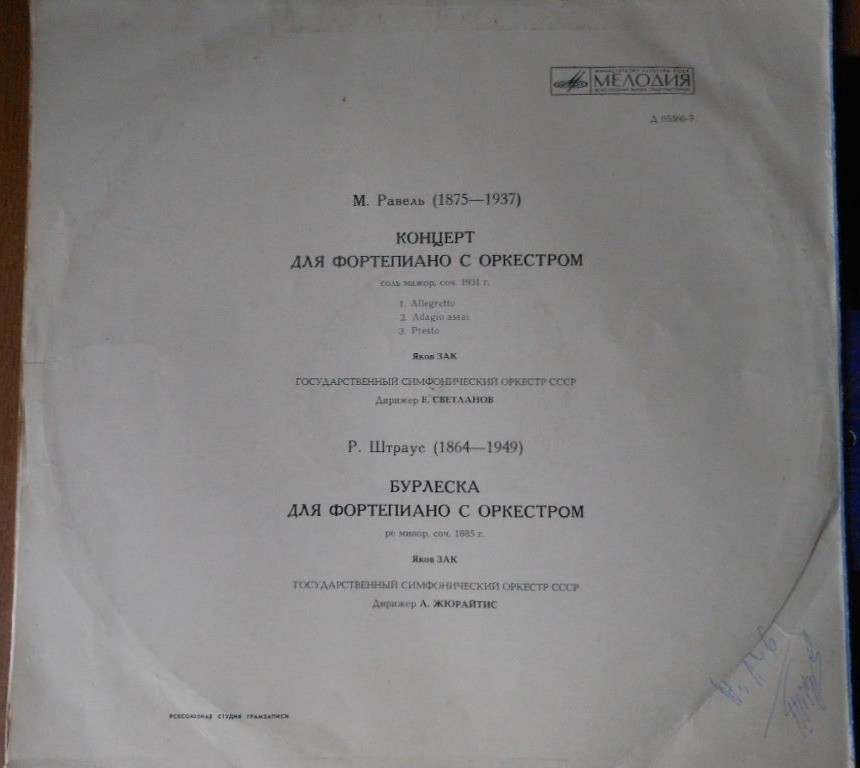 МЕЛОДИЯ
М. Равель (1875—1937)
КОНЦЕРТ
ДЛЯ ФОРТЕПИАНО С ОРКЕСТРОМ
соль мажор, соч. 1931 г.
1. Allegretto
2. Adagio assai
3. Presto
Яков ЗАК
ГОСУДАРСТВЕННЫЙ СИМФОНИЧЕСКИЙ ОРКЕСТР СССР
Дирижер Е. СВЕТЛАНОВ
Р. Штраус (1864—1949)
БУРЛЕСКА
ДЛЯ ФОРТЕПИАНО С ОРКЕСТРОМ
ре минор, соч. 1885 г.
Яков ЗАК
ГОСУДАРСТВЕННЫЙ СИМФОНИЧЕСКИЙ ОРКЕСТР СССР
Дирижер А. ЖЮРАЙТИС
ВСЕСОЮЗНАЯ СТУДИЯ ГРАМЗАПИСИ